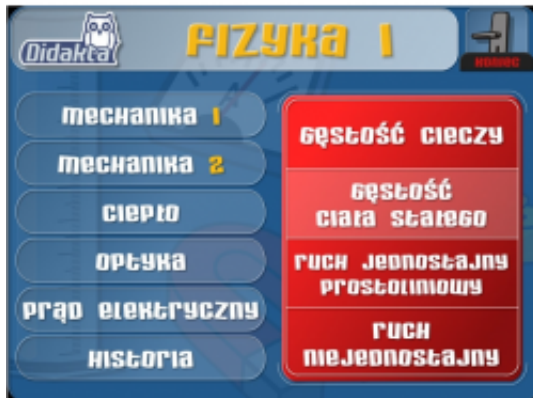 Didakta
FIZYKA 1
KONIEC
MECHANIKA 1
MECHANIKA 2
CIEPŁO
OPTYKA
PRĄD ELEKTRYCZNY
HISTORIA
GĘSTOŚĆ CIECZY
GĘSTOŚĆ
CIAŁA STAŁEGO
RUCH JEDNOSTAJNY
PROSTOLINIOWY
RUCH
NIEJEDNOSTAJNY